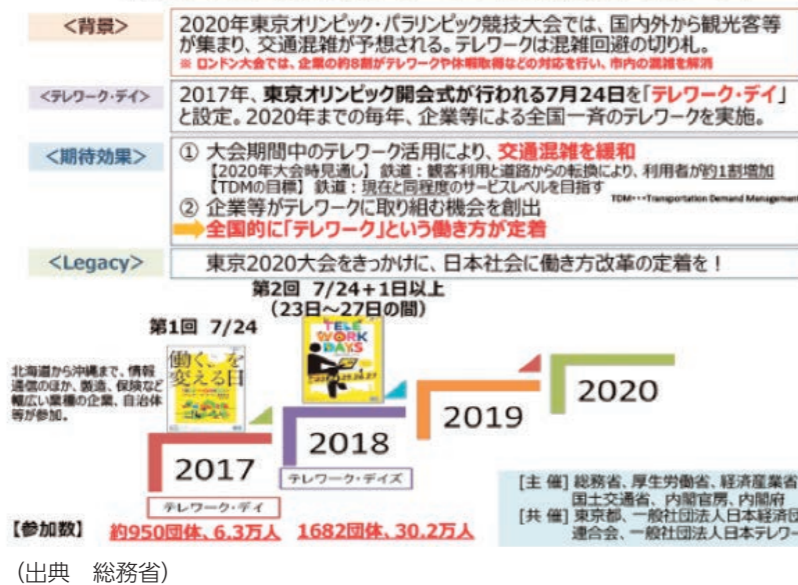 <背景>
2020年東京オリンピック・パラリンピック競技大会では、国内外から観光客等
が集まり、交通混雑が予想される。テレワークは混雑回避の切り札。
※ ロンドン大会では、企業の約8割がテレワークや休暇取得などの対応を行い、市内の混雑を解消
<テレワーク・デイ>
2017年、東京オリンピック開会式が行われる7月24日を「テレワーク・デイ」
と設定。2020年までの毎年、企業等による全国一斉のテレワークを実施。
<期待効果>
① 大会期間中のテレワーク活用により、交通混雑を緩和
【2020年大会時見通し】 鉄道：観客利用と道路からの転換により、利用者が約1割増加
【TDMの目標】 鉄道：現在と同程度のサービスレベルを目指す
TDM・・・Transportation Demand Management
② 企業等がテレワークに取り組む機会を創出
全国的に「テレワーク」という働き方が定着
<Legacy>
東京2020大会をきっかけに、日本社会に働き方改革の定着を！
第2回 7/24＋1日以上
（23日～27日の間）
第1回 7/24
北海道から沖縄まで、情報
通信のほか、製造、保険など
幅広い業種の企業、自治体
等が参加。
働く、を
変える日
TELE
WORK
DAYS
2017
2018
2019
2020
テレワーク・デイ
テレワーク・デイズ
【参加数】 約950団体、6.3万人 1682団体、30.2万人
[主 催] 総務省、厚生労働省、経済産業省
国土交通省、内閣官房、内閣府
[共 催] 東京都、一般社団法人日本経済団
連合会、一般社団法人日本テレワー
（出典 総務省）